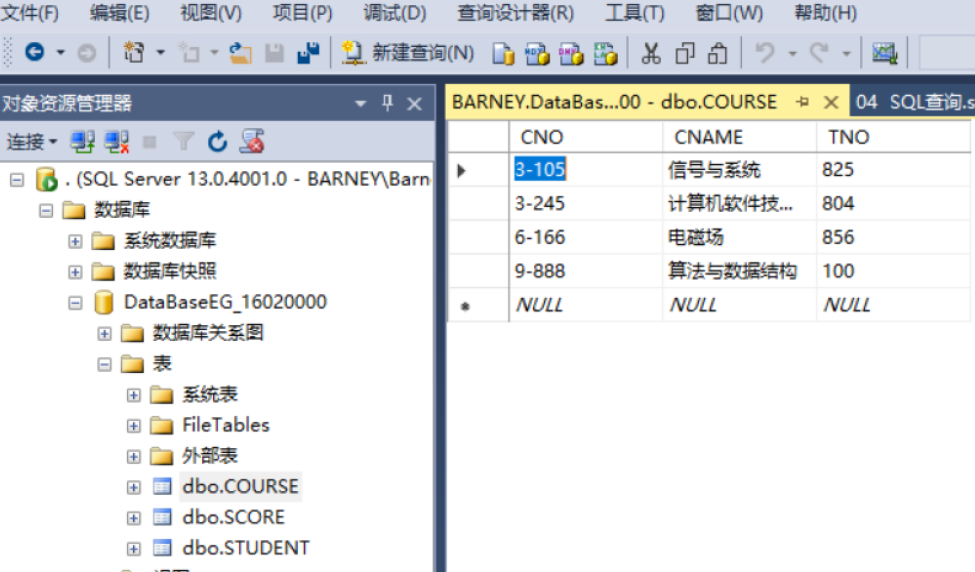 文件(F) 编辑(E) 视图(V) 项目(P) 调试(D) 查询设计器(R) 工具(T) 窗口(W) 帮助(H)
新建查询(N)
对象资源管理器
连接
. (SQL Server 13.0.4001.0 - BARNEY\Barn
数据库
系统数据库
数据库快照
DataBaseEG_16020000
数据库关系图
表
系统表
FileTables
外部表
dbo.COURSE
dbo.SCORE
dbo.STUDENT
BARNEY.DataBas...00 - dbo.COURSE 04 SQL查询.s
CNO CNAME TNO
3-105 信号与系统 825
3-245 计算机软件技... 804
6-166 电磁场 856
9-888 算法与数据结构 100
NULL NULL NULL